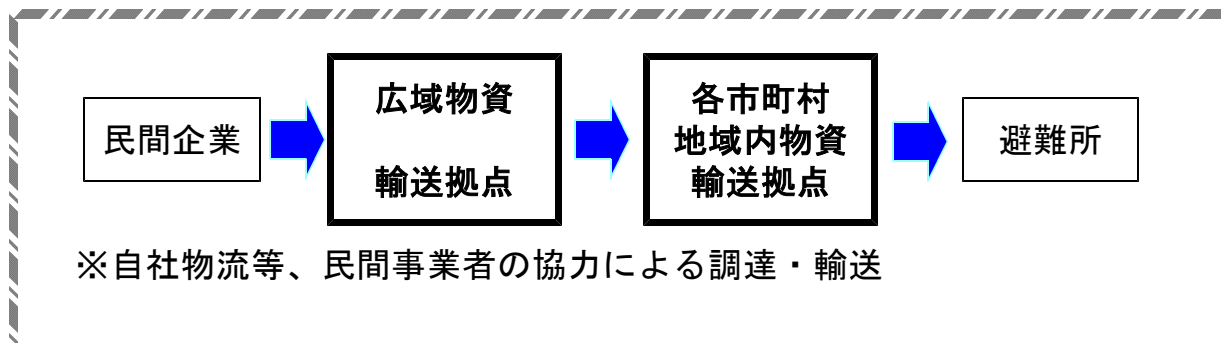 民間企業
広域物資
輸送拠点
各市町村
地域内物資
輸送拠点
避難所
※自社物流等、民間事業者の協力による調達・輸送